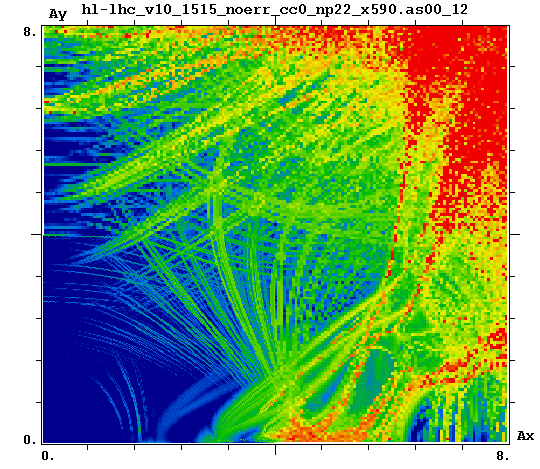 Ay hl-lhc_v10_1515_noerr_cc0_np22_x590.as00_12
8.
0.
0. 8. Ax